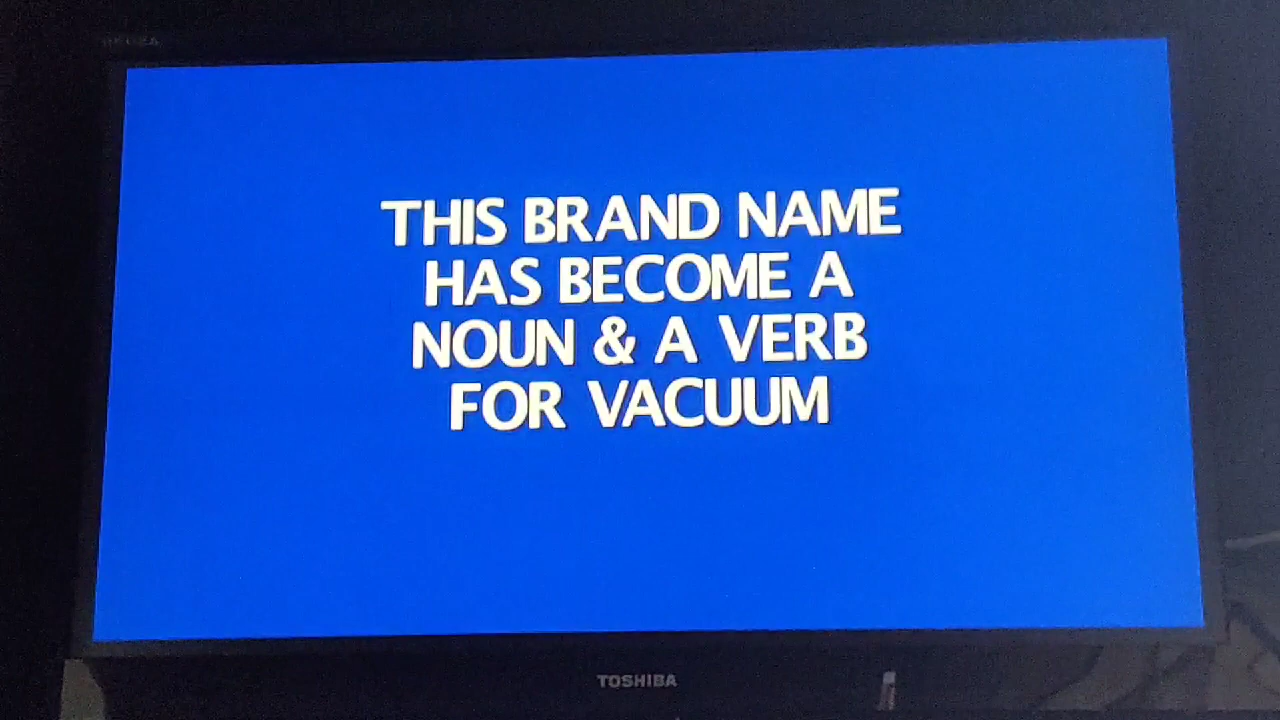 THIS BRAND NAME
HAS BECOME A
NOUN & A VERB
FOR VACUUM
TOSHIBA